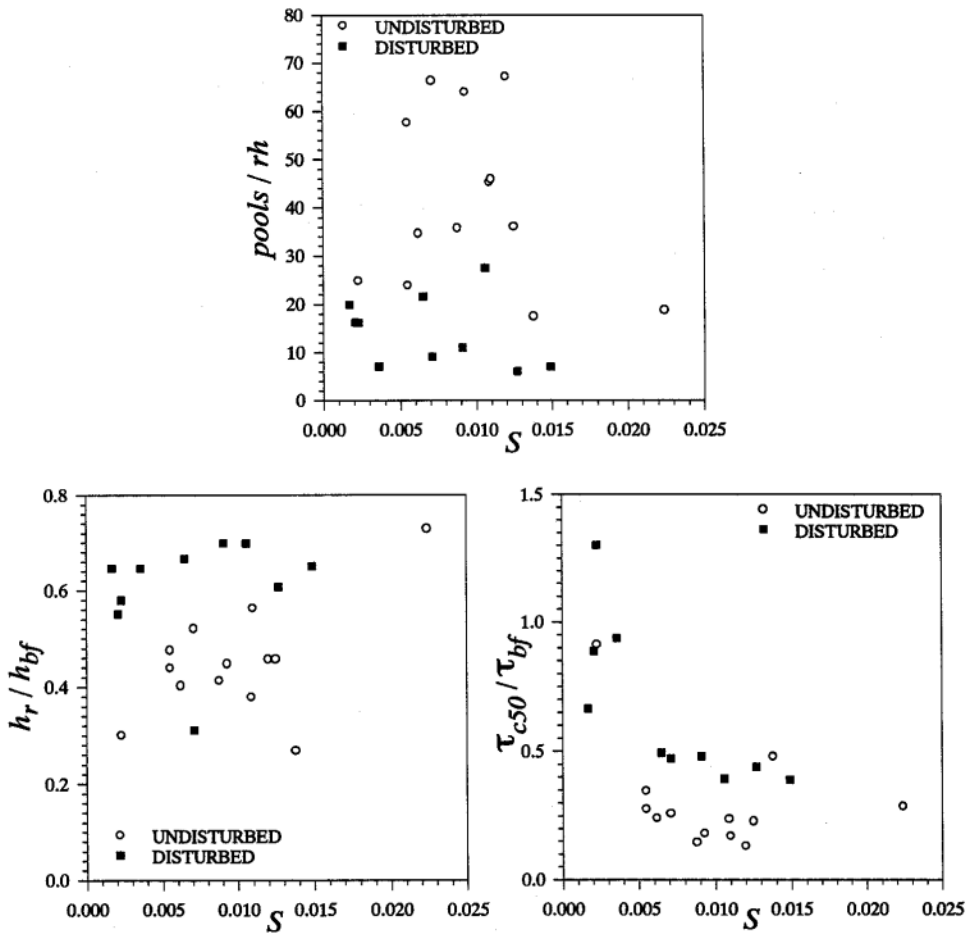 80
70
60
50
40
30
20
10
0
pools / rh
UNDISTURBED
DISTURBED
0.000 0.005 0.010 0.015 0.020 0.025
S
0.8
0.6
0.4
0.2
0.0
h_r / h_bf
UNDISTURBED
DISTURBED
0.000 0.005 0.010 0.015 0.020 0.025
S
1.5
1.0
0.5
0.0
τ_c50 / τ_bf
UNDISTURBED
DISTURBED
0.000 0.005 0.010 0.015 0.020 0.025
S